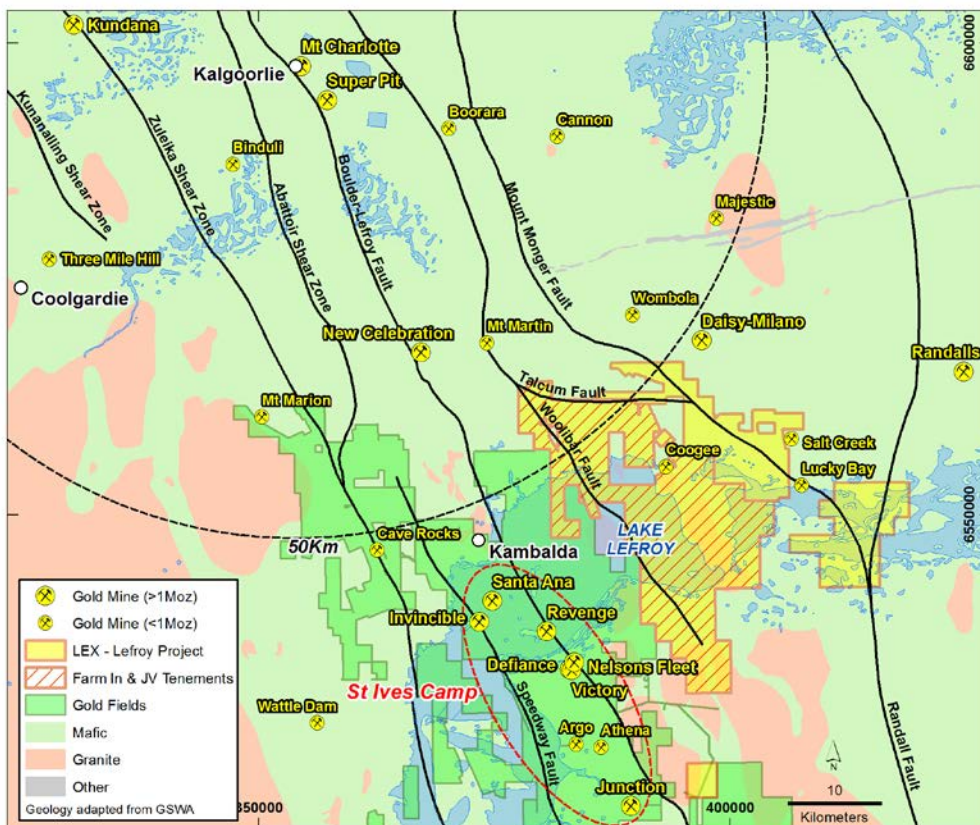 Kundana
Mt Charlotte
Kalgoorlie
Super Pit
6600000
Kunanalling Shear Zone
Zuleika Shear Zone
Binduli
Abattoir Shear Zone
Boulder-Lefroy Fault
Boorara
Cannon
Mount Monger Fault
Majestic
Three Mile Hill
Coolgardie
Wombola
New Celebration
Mt Martin
Daisy-Milano
Randalls
Talcum Fault
Mt Marion
Woolibar Fault
Coogee
Salt Creek
Lucky Bay
6550000
50Km
Cave Rocks
Kambalda
LAKE
LEFROY
Santa Ana
Invincible
Revenge
Defiance
Nelsons Fleet
Victory
St Ives Camp
Speedway Fault
Wattle Dam
Argo
Athena
Junction
Randall Fault
Gold Mine (>1Moz)
Gold Mine (<1Moz)
LEX - Lefroy Project
Farm In & JV Tenements
Gold Fields
Mafic
Granite
Other
Geology adapted from GSWA
350000
400000
N
10
Kilometers